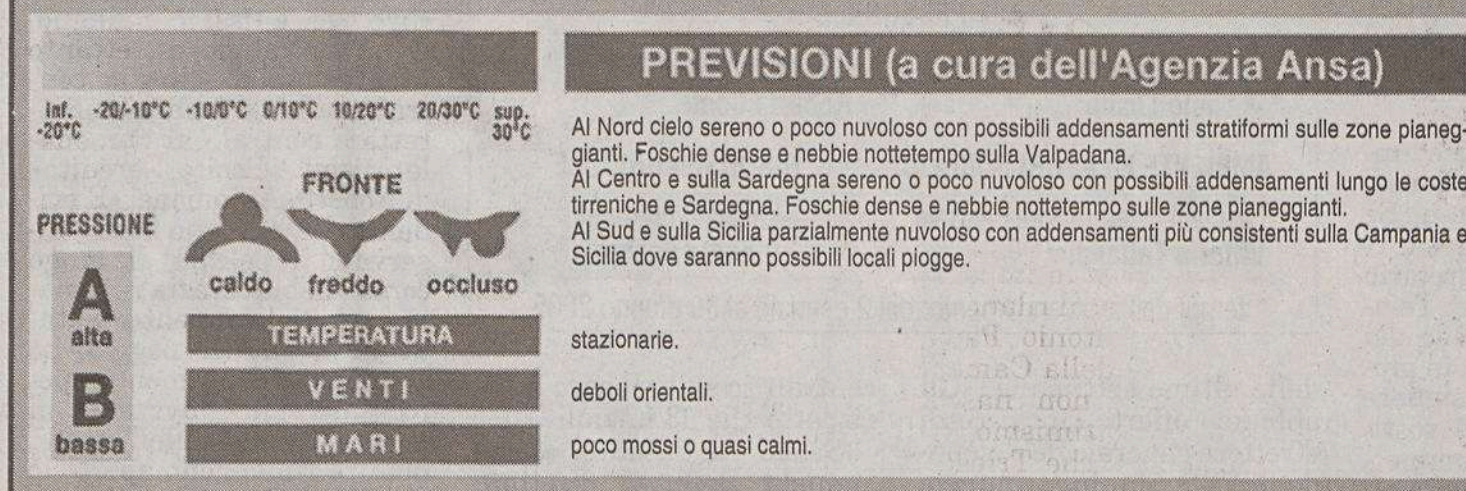 PREVISIONI (a cura dell'Agenzia Ansa)
Inf. -20°C
-20/-10°C
-10/0°C
0/10°C
10/20°C
20/30°C
sup. 30°C
Al Nord cielo sereno o poco nuvoloso con possibili addensamenti stratiformi sulle zone pianeg-
gianti. Foschie dense e nebbie nottetempo sulla Valpadana.
Al Centro e sulla Sardegna sereno o poco nuvoloso con possibili addensamenti lungo le coste
tirreniche e Sardegna. Foschie dense e nebbie nottetempo sulle zone pianeggianti.
Al Sud e sulla Sicilia parzialmente nuvoloso con addensamenti più consistenti sulla Campania e
Sicilia dove saranno possibili locali piogge.
FRONTE
caldo
freddo
occluso
PRESSIONE
A
alta
B
bassa
TEMPERATURA
stazionarie.
VENTI
deboli orientali.
MARI
poco mossi o quasi calmi.